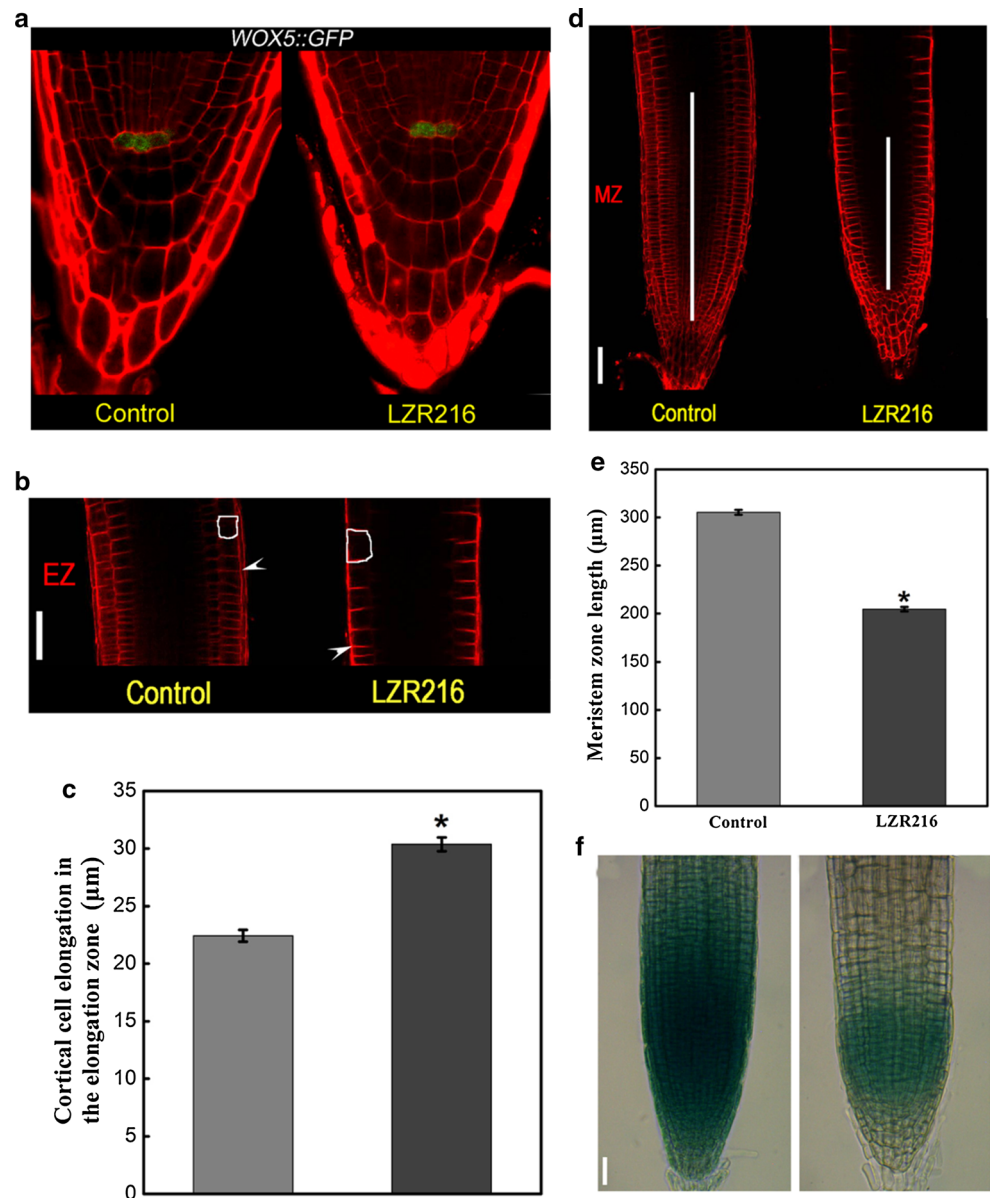 a
WOX5::GFP
Control
LZR216
b
EZ
Control
LZR216
c
Cortical cell elongation in
the elongation zone (μm)
35
30
25
20
15
10
5
0
*
d
MZ
Control
LZR216
e
Meristem zone length (μm)
350
300
250
200
150
100
50
0
*
Control
LZR216
f